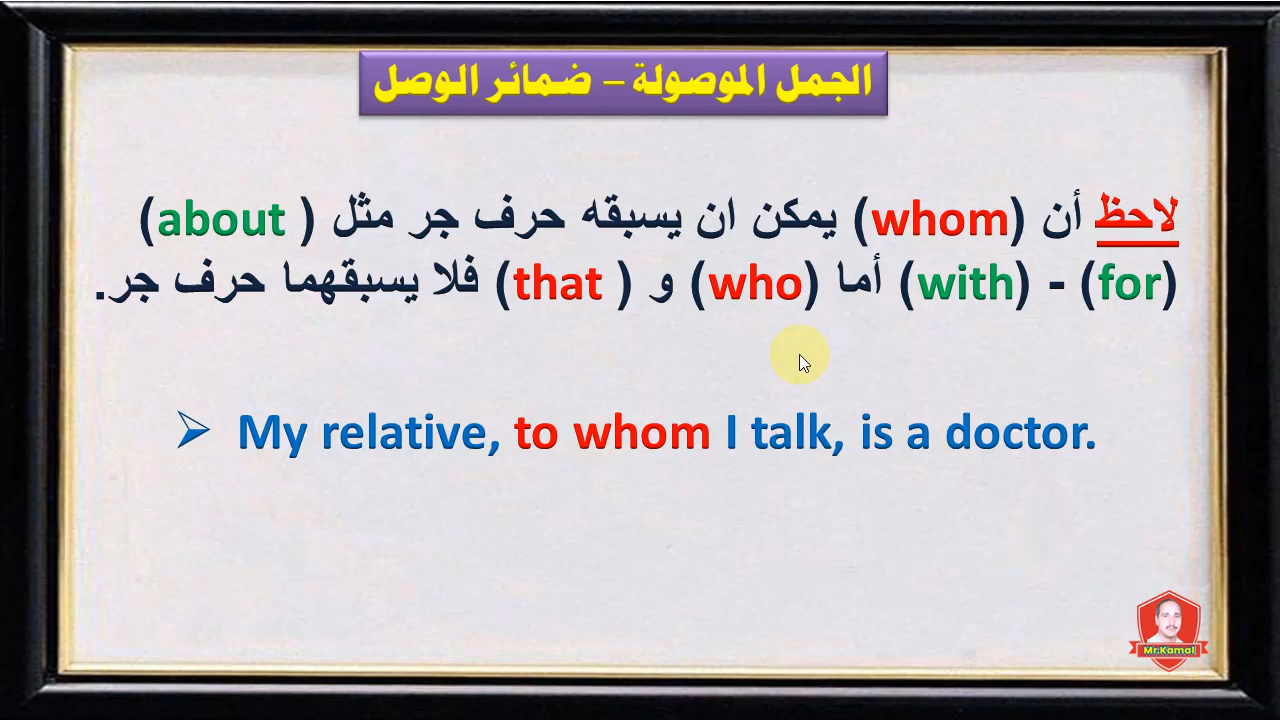 الجمل الموصولة – ضمائر الوصل
لاحظ أن (whom) يمكن ان يسبقه حرف جر مثل ( about)
(for) - (with) أما (who) و ( that) فلا يسبقهما حرف جر.
➢ My relative, to whom I talk, is a doctor.
Mr.Kamal